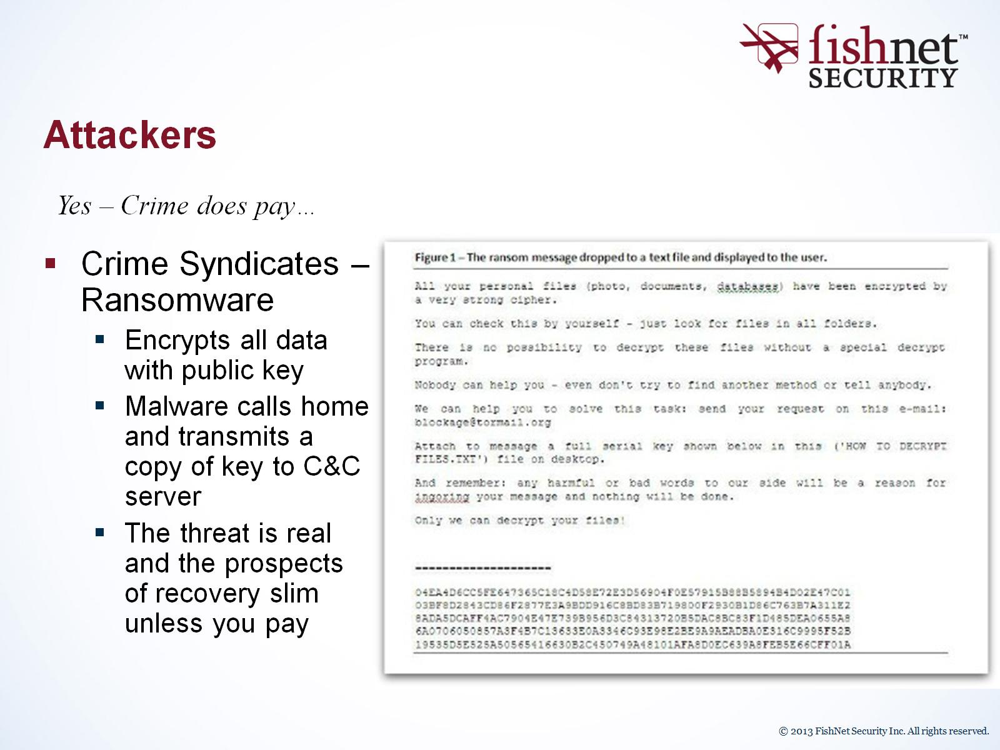 fishnet™
SECURITY
Attackers
Yes – Crime does pay…
▪ Crime Syndicates –
Ransomware
▪ Encrypts all data
with public key
▪ Malware calls home
and transmits a
copy of key to C&C
server
▪ The threat is real
and the prospects
of recovery slim
unless you pay
Figure 1 – The ransom message dropped to a text file and displayed to the user.
All your personal files (photo, documents, databases) have been encrypted by
a very strong cipher.
You can check this by yourself - just look for files in all folders.
There is no possibility to decrypt these files without a special decrypt
program.
Nobody can help you - even don't try to find another method or tell anybody.
We can help you to solve this task: send your request on this e-mail:
blockage@tormail.org
Attach to message a full serial key shown below in this ('HOW TO DECRYPT
FILES.TXT') file on desktop.
And remember: any harmful or bad words to our side will be a reason for
ingoring your message and nothing will be done.
Only we can decrypt your files!
--------------------
© 2013 FishNet Security Inc. All rights reserved.